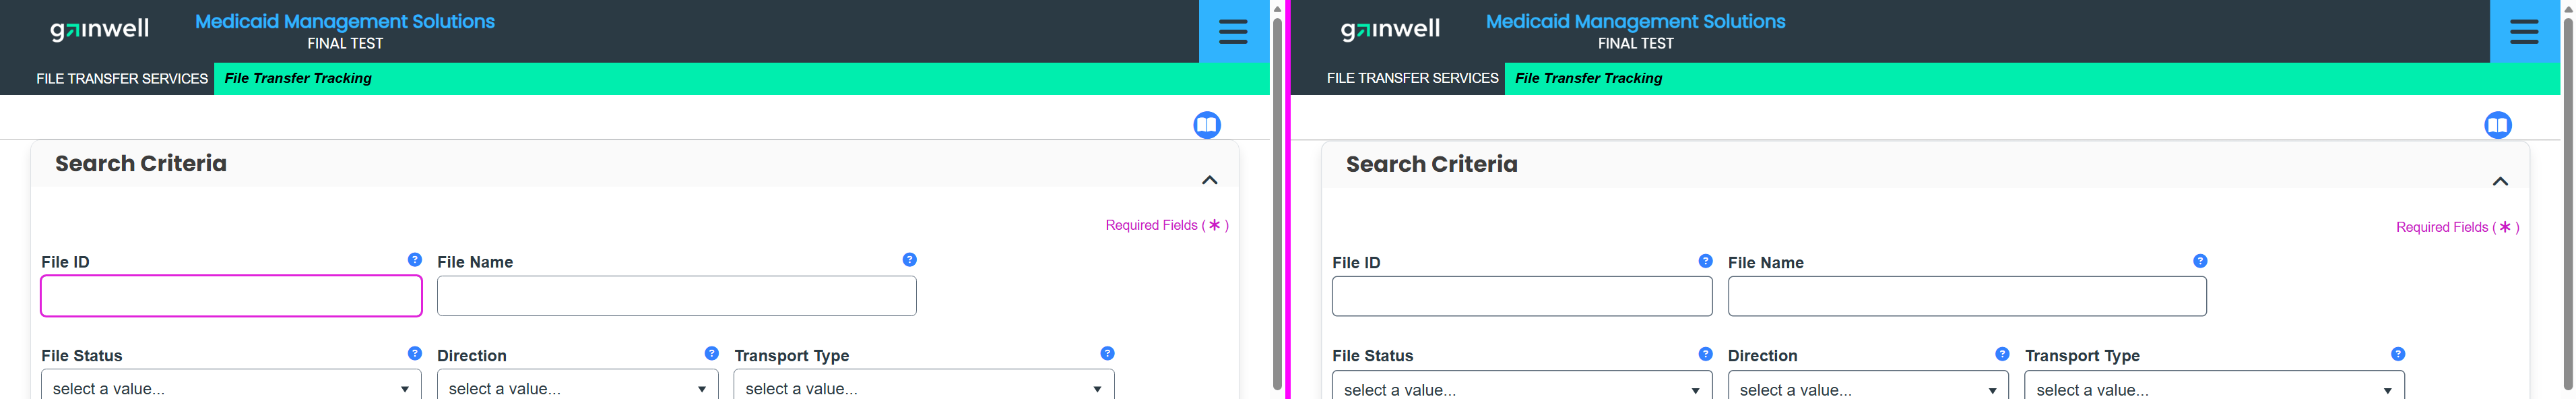 gainwell
Medicaid Management Solutions
FINAL TEST
FILE TRANSFER SERVICES
File Transfer Tracking
Search Criteria
Required Fields ( * )
File ID ?
File Name ?
File Status ?
Direction ?
Transport Type ?
select a value...
select a value...
select a value...
gainwell
Medicaid Management Solutions
FINAL TEST
FILE TRANSFER SERVICES
File Transfer Tracking
Search Criteria
Required Fields ( * )
File ID ?
File Name ?
File Status ?
Direction ?
Transport Type ?
select a value...
select a value...
select a value...